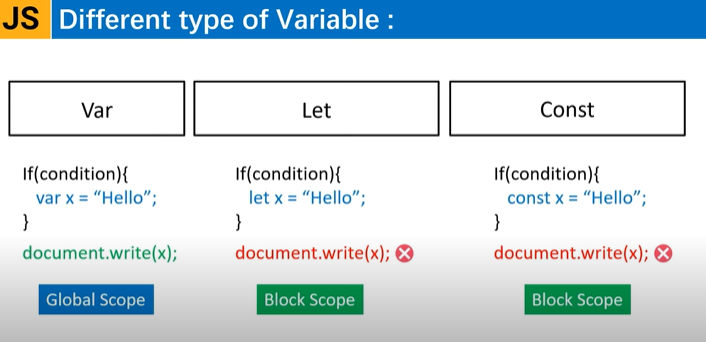 JS Different type of Variable :
Var
Let
Const
If(condition){
var x = “Hello”;
}
document.write(x);
Global Scope
If(condition){
let x = “Hello”;
}
document.write(x);
Block Scope
If(condition){
const x = “Hello”;
}
document.write(x);
Block Scope